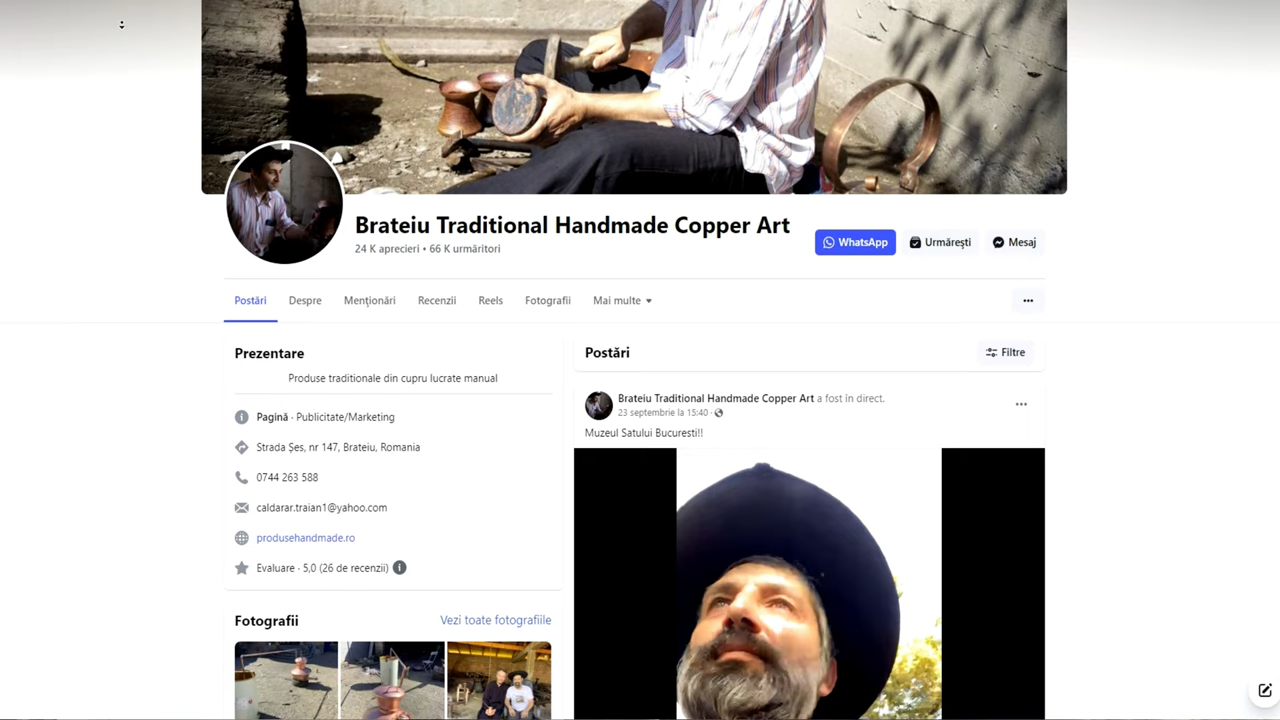 Brateiu Traditional Handmade Copper Art
24 K aprecieri • 66 K urmăritori
WhatsApp
Urmărești
Mesaj
Postări
Despre
Menționări
Recenzii
Reels
Fotografii
Mai multe
Prezentare
Produse traditionale din cupru lucrate manual
Pagină · Publicitate/Marketing
Strada Șes, nr 147, Brateiu, Romania
0744 263 588
caldarar.traian1@yahoo.com
produsehandmade.ro
Evaluare · 5,0 (26 de recenzii)
Fotografii
Vezi toate fotografiile
Postări
Filtre
Brateiu Traditional Handmade Copper Art a fost în direct.
23 septembrie la 15:40 ·
Muzeul Satului Bucuresti!!